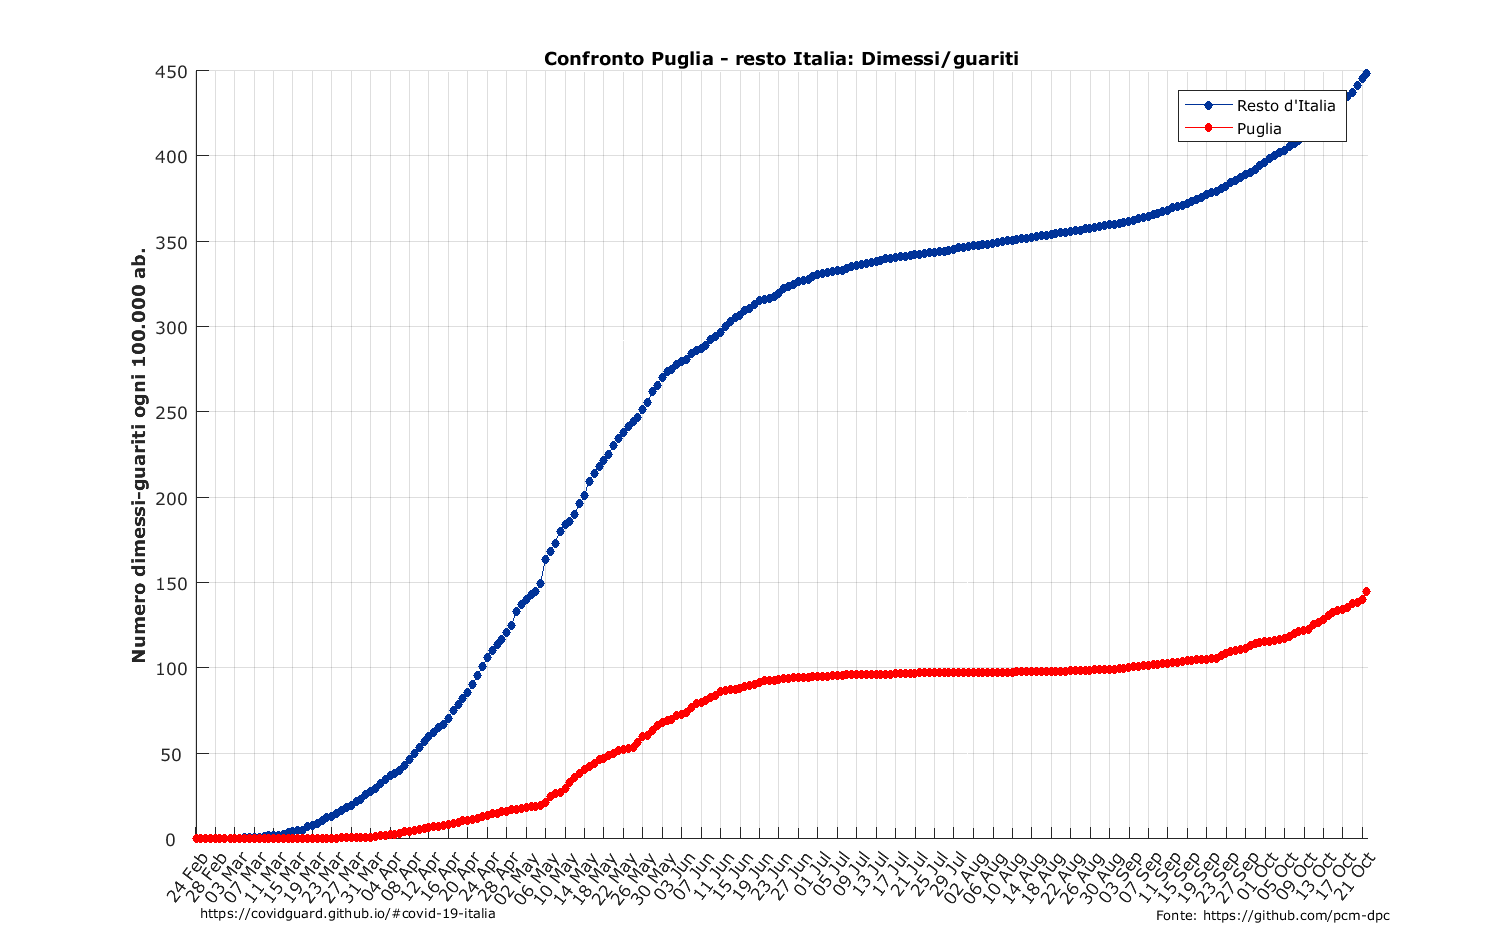 Confronto Puglia - resto Italia: Dimessi/guariti
Numero dimessi-guariti ogni 100.000 ab.
450
400
350
300
250
200
150
100
50
0
Resto d'Italia
Puglia
24 Feb
28 Feb
03 Mar
07 Mar
11 Mar
15 Mar
19 Mar
23 Mar
27 Mar
31 Mar
04 Apr
08 Apr
12 Apr
16 Apr
20 Apr
24 Apr
28 Apr
02 May
06 May
10 May
14 May
18 May
22 May
26 May
30 May
03 Jun
07 Jun
11 Jun
15 Jun
19 Jun
23 Jun
27 Jun
01 Jul
05 Jul
09 Jul
13 Jul
17 Jul
21 Jul
25 Jul
29 Jul
02 Aug
06 Aug
10 Aug
14 Aug
18 Aug
22 Aug
26 Aug
30 Aug
03 Sep
07 Sep
11 Sep
15 Sep
19 Sep
23 Sep
27 Sep
01 Oct
05 Oct
09 Oct
13 Oct
17 Oct
21 Oct
https://covidguard.github.io/#covid-19-italia
Fonte: https://github.com/pcm-dpc